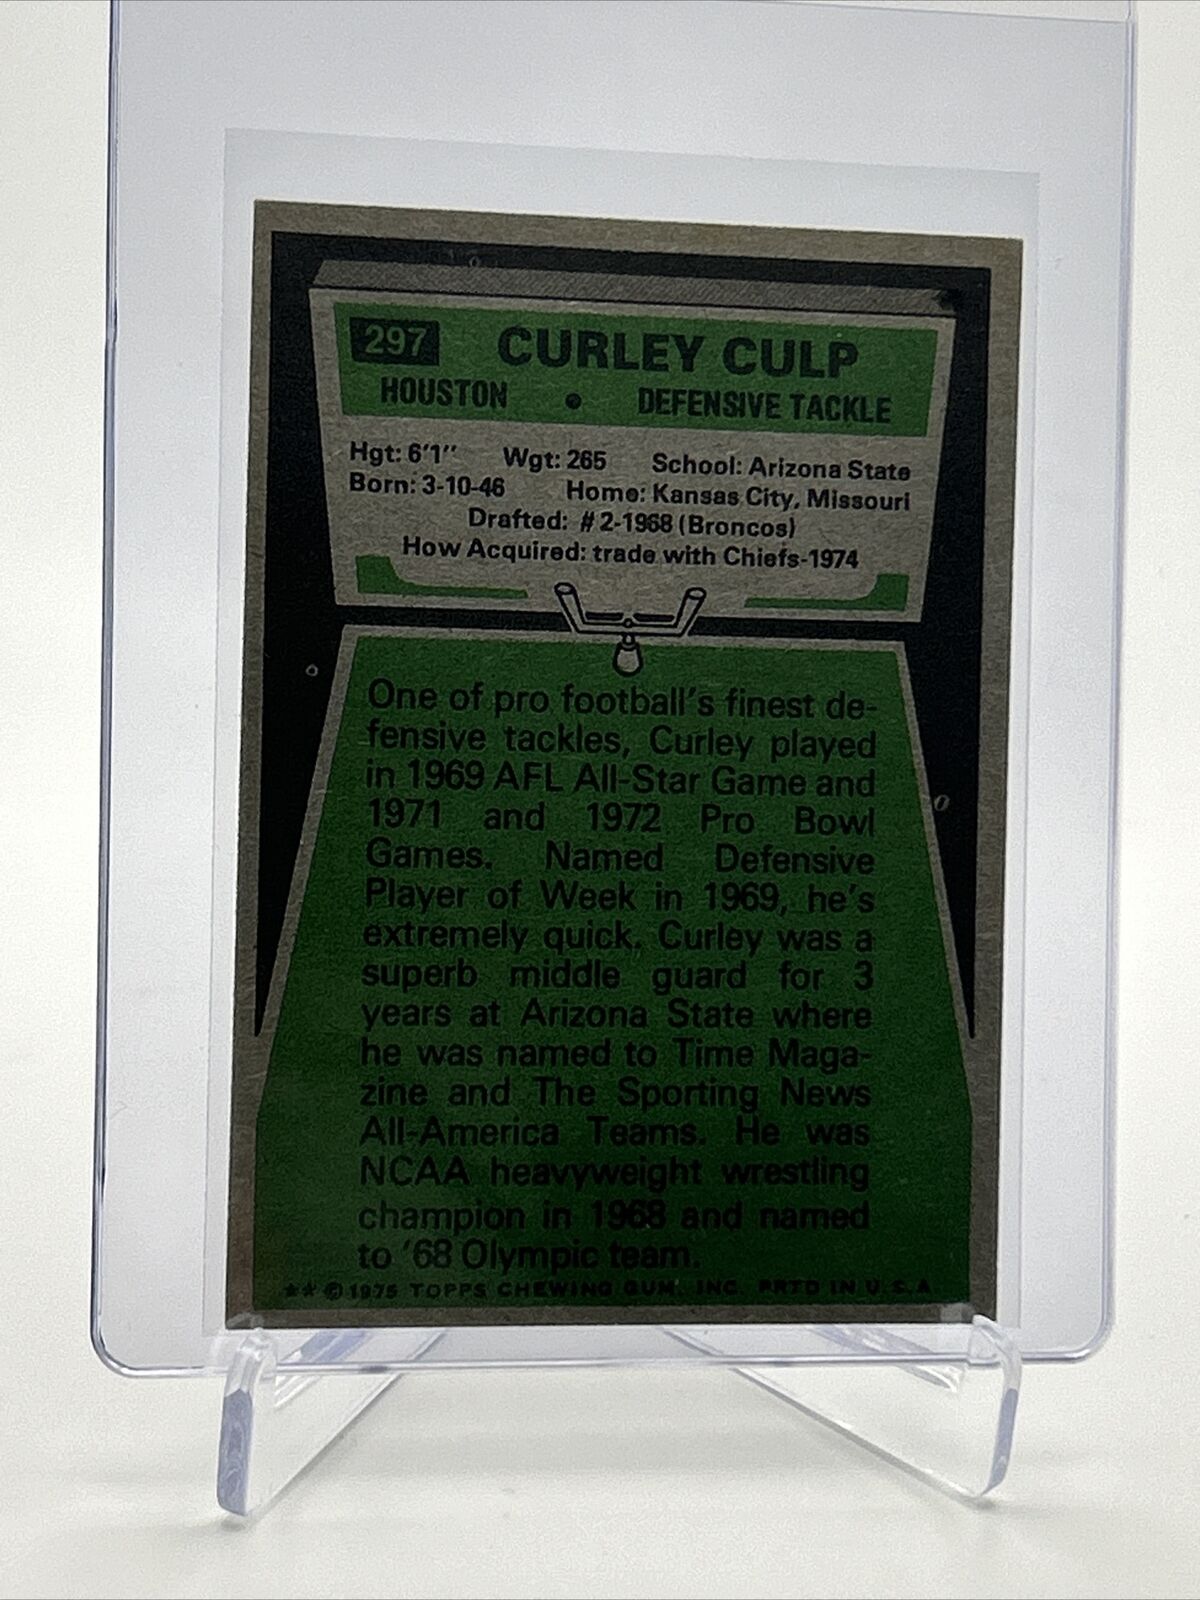 297 CURLEY CULP
HOUSTON • DEFENSIVE TACKLE
Hgt: 6'1" Wgt: 265 School: Arizona State
Born: 3-10-46 Home: Kansas City, Missouri
Drafted: #2-1968 (Broncos)
How Acquired: trade with Chiefs-1974
One of pro football's finest de-
fensive tackles, Curley played
in 1969 AFL All-Star Game and
1971 and 1972 Pro Bowl
Games. Named Defensive
Player of Week in 1969, he's
extremely quick. Curley was a
superb middle guard for 3
years at Arizona State where
he was named to Time Maga-
zine and The Sporting News
All-America Teams. He was
NCAA heavyweight wrestling
champion in 1968 and named
to '68 Olympic team.
** © 1975 TOPPS CHEWING GUM, INC. PRTD IN U.S.A